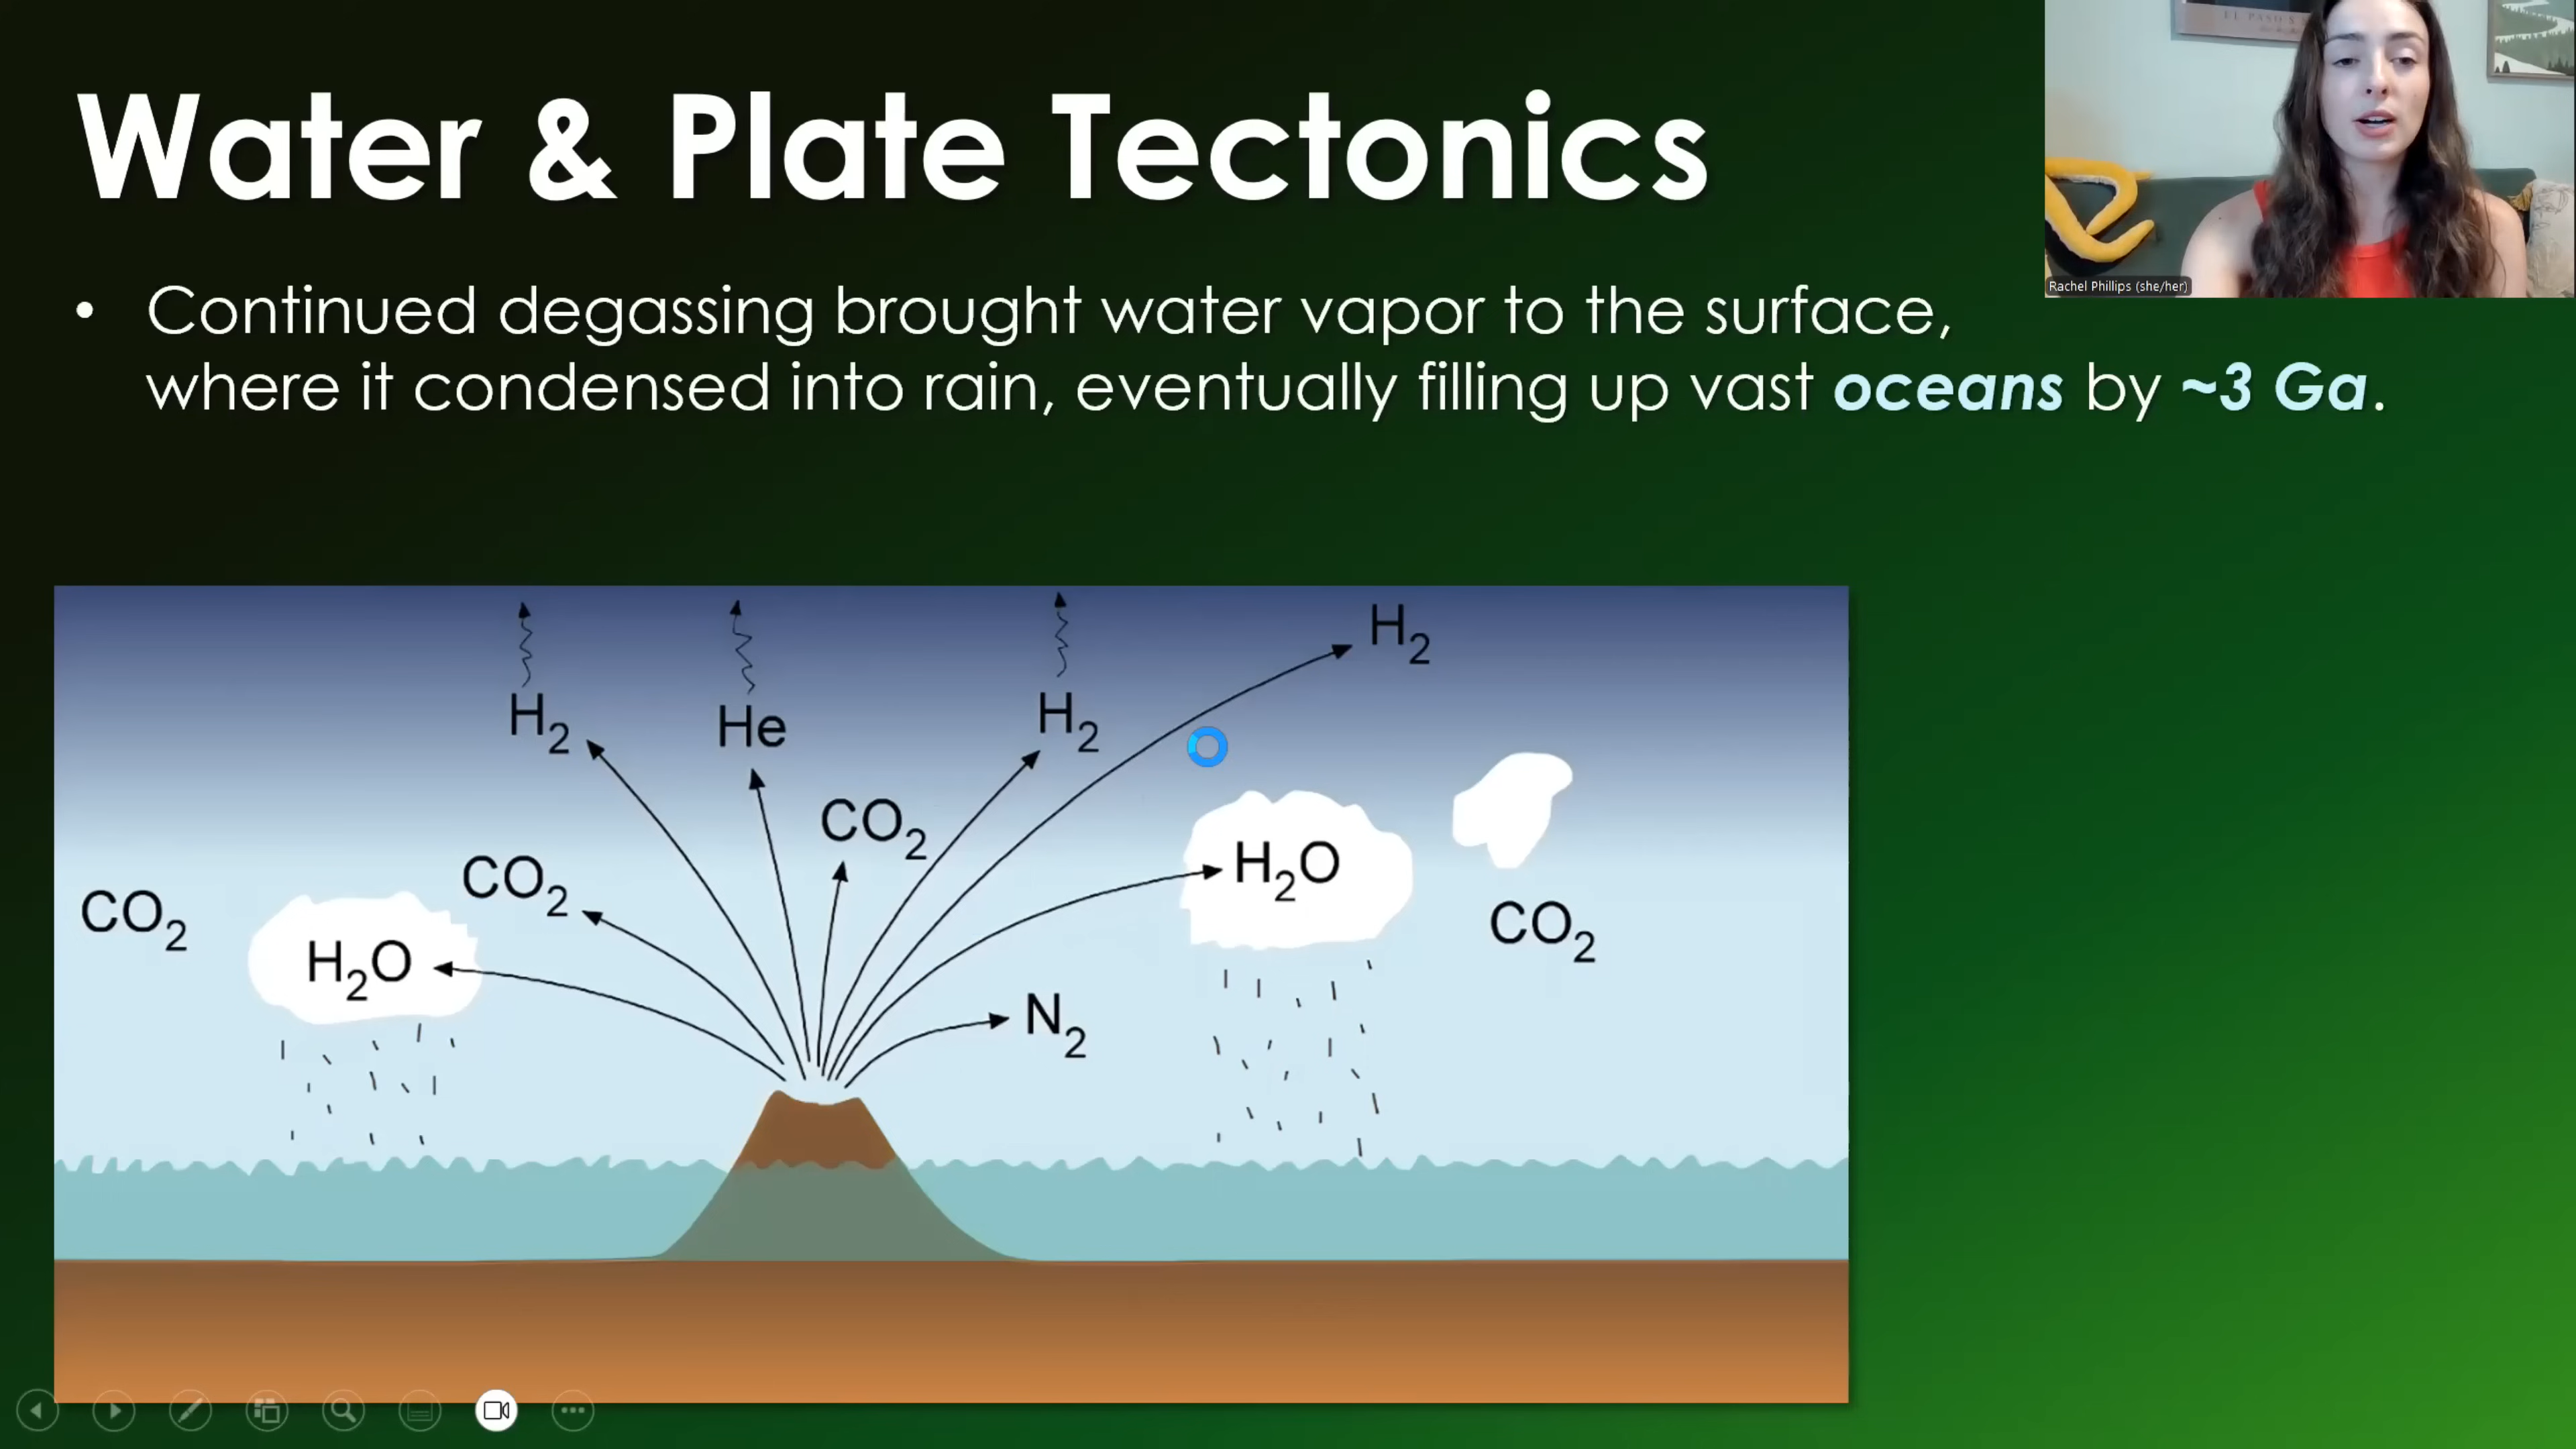 Water & Plate Tectonics
Rachel Phillips (she/her)
• Continued degassing brought water vapor to the surface,
where it condensed into rain, eventually filling up vast oceans by ~3 Ga.
H₂
H₂
He
H₂
CO₂
CO₂
H₂O
CO₂
CO₂
H₂O
N₂